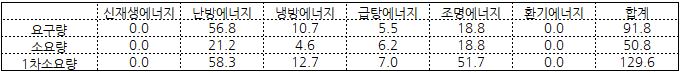 신재생에너지 난방에너지 냉방에너지 급탕에너지 조명에너지 환기에너지 합계
요구량 0.0 56.8 10.7 5.5 18.8 0.0 91.8
소요량 0.0 21.2 4.6 6.2 18.8 0.0 50.8
1차소요량 0.0 58.3 12.7 7.0 51.7 0.0 129.6